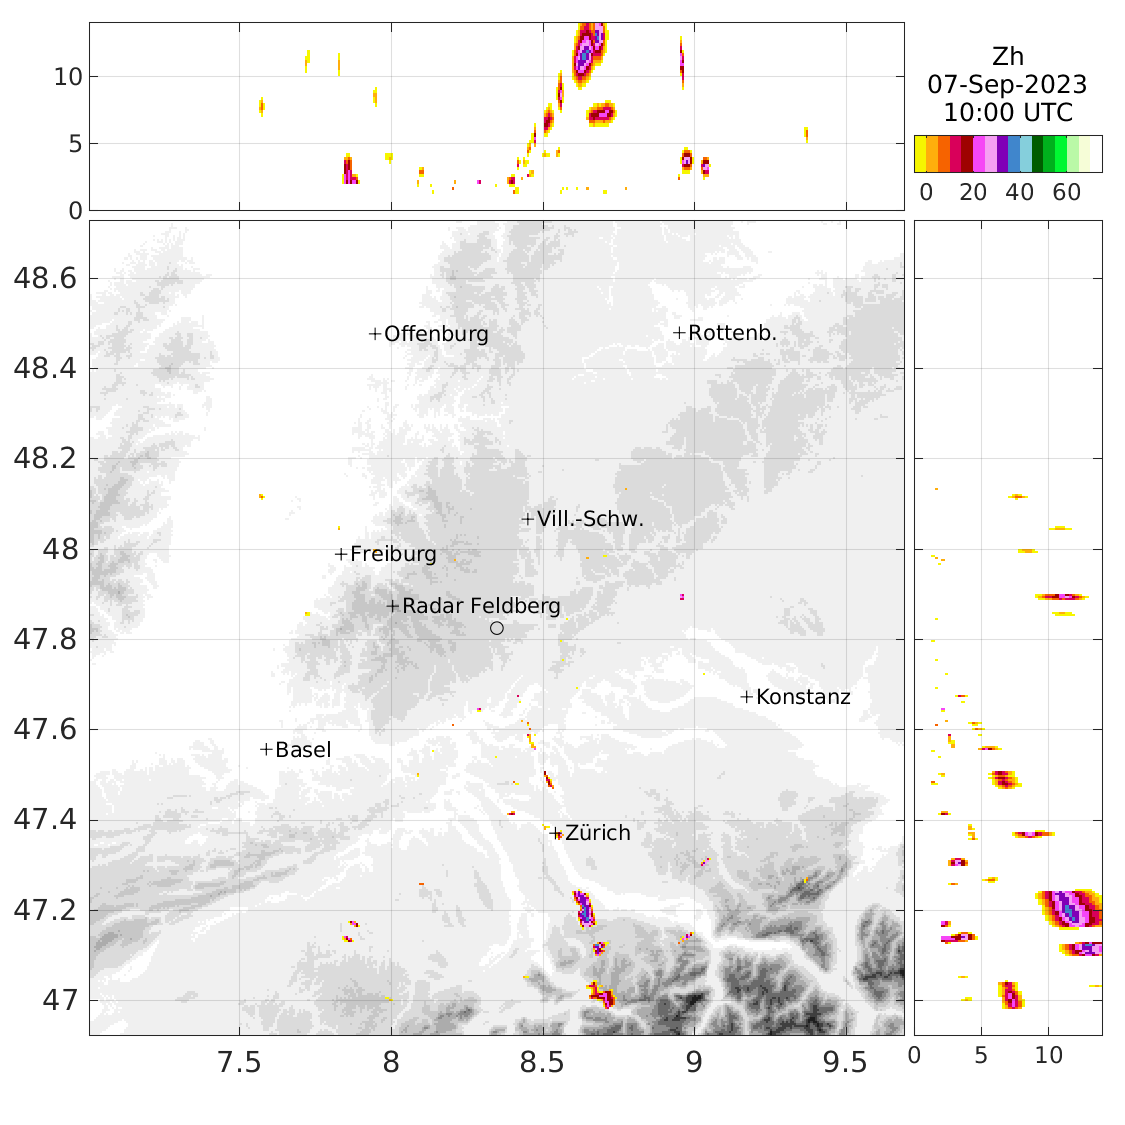 10
5
0
Zh
07-Sep-2023
10:00 UTC
0 20 40 60
48.6
48.4
48.2
48
47.8
47.6
47.4
47.2
47
Offenburg
Rottenb.
Vill.-Schw.
Freiburg
Radar Feldberg
Konstanz
Basel
Zürich
7.5 8 8.5 9 9.5
0 5 10